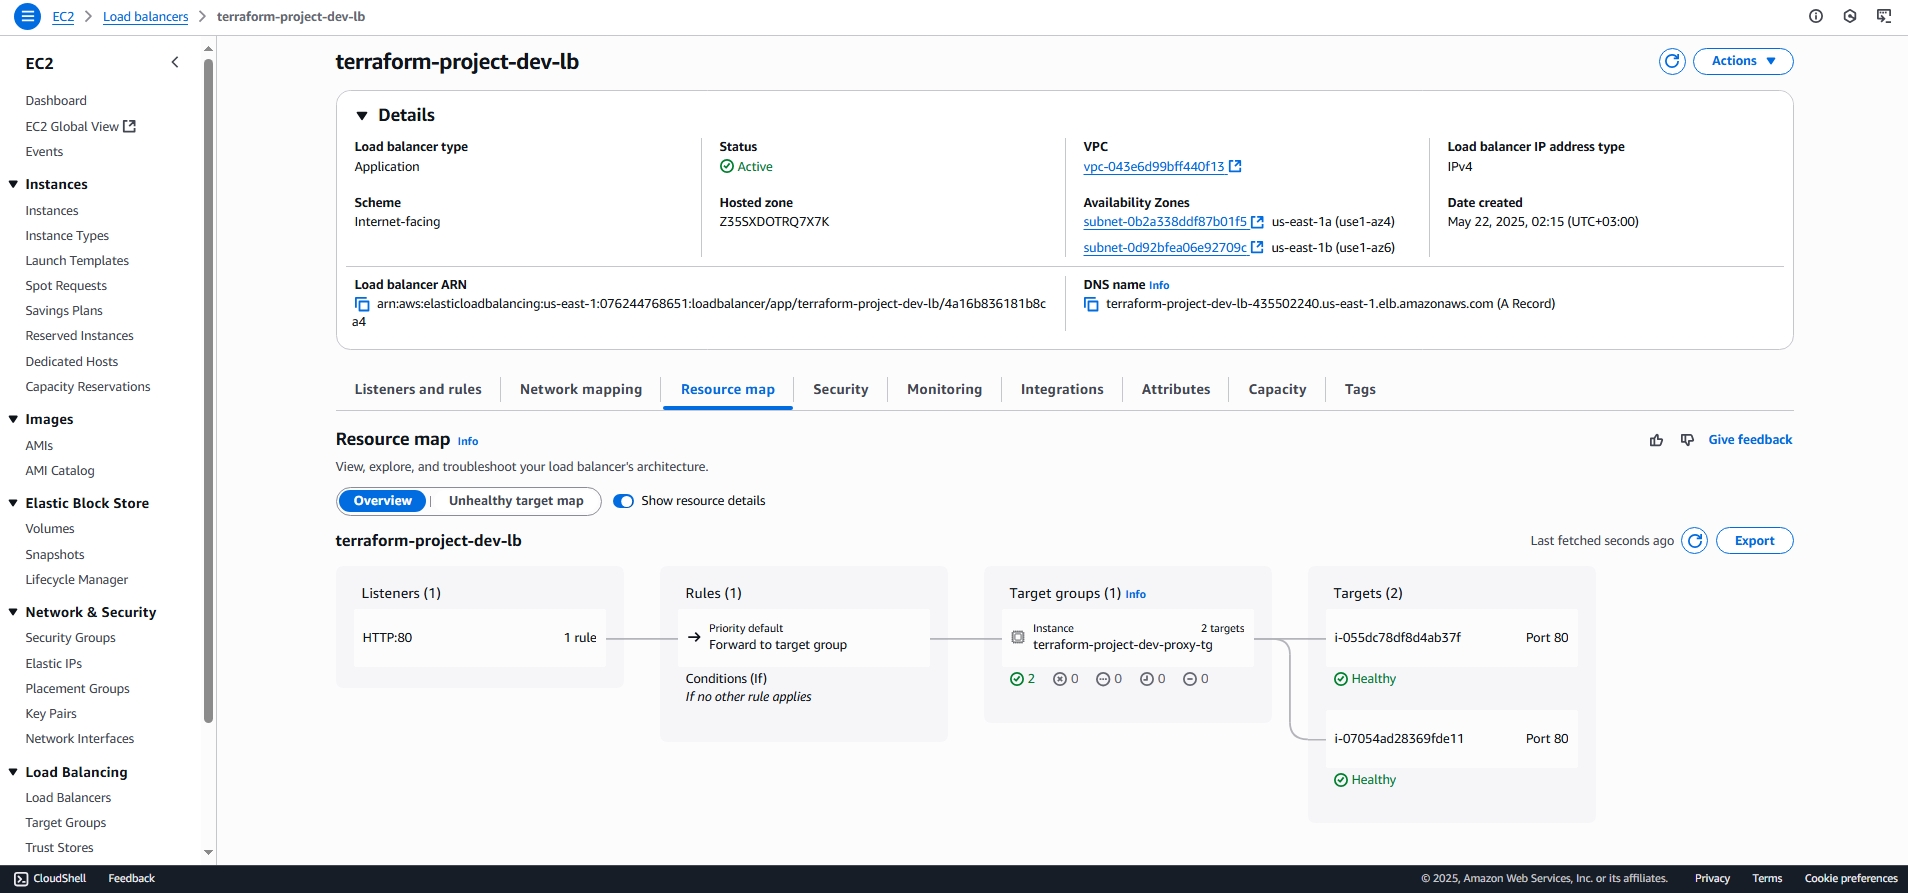 EC2 > Load balancers > terraform-project-dev-lb
EC2
Dashboard
EC2 Global View
Events
Instances
Instances
Instance Types
Launch Templates
Spot Requests
Savings Plans
Reserved Instances
Dedicated Hosts
Capacity Reservations
Images
AMIs
AMI Catalog
Elastic Block Store
Volumes
Snapshots
Lifecycle Manager
Network & Security
Security Groups
Elastic IPs
Placement Groups
Key Pairs
Network Interfaces
Load Balancing
Load Balancers
Target Groups
Trust Stores
terraform-project-dev-lb
Actions
Details
Load balancer type
Application
Status
Active
VPC
vpc-043e6d99bff440f13
Load balancer IP address type
IPv4
Scheme
Internet-facing
Hosted zone
Z35SXDOTRQ7X7K
Availability Zones
subnet-0b2a338ddf87b01f5 us-east-1a (use1-az4)
subnet-0d92bfea06e92709c us-east-1b (use1-az6)
Date created
May 22, 2025, 02:15 (UTC+03:00)
Load balancer ARN
arn:aws:elasticloadbalancing:us-east-1:076244768651:loadbalancer/app/terraform-project-dev-lb/4a16b836181b8c
a4
DNS name Info
terraform-project-dev-lb-435502240.us-east-1.elb.amazonaws.com (A Record)
Listeners and rules
Network mapping
Resource map
Security
Monitoring
Integrations
Attributes
Capacity
Tags
Resource map Info
Give feedback
View, explore, and troubleshoot your load balancer's architecture.
Overview
Unhealthy target map
Show resource details
terraform-project-dev-lb
Last fetched seconds ago
Export
Listeners (1)
HTTP:80 1 rule
Rules (1)
Priority default
Forward to target group
Conditions (If)
If no other rule applies
Target groups (1) Info
Instance 2 targets
terraform-project-dev-proxy-tg
2 0 0 0 0
Targets (2)
i-055dc78df8d4ab37f Port 80
Healthy
i-07054ad28369fde11 Port 80
Healthy
CloudShell
Feedback
© 2025, Amazon Web Services, Inc. or its affiliates.
Privacy
Terms
Cookie preferences